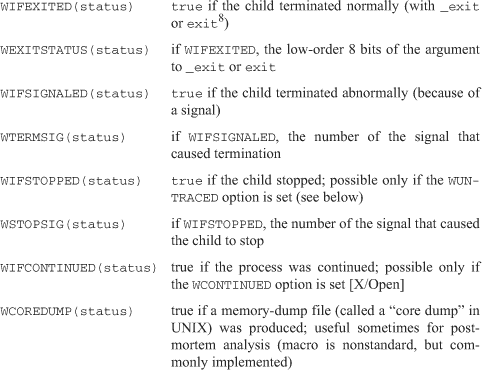 WIFEXITED(status) true if the child terminated normally (with _exit
or exit8)
WEXITSTATUS(status) if WIFEXITED, the low-order 8 bits of the argument
to _exit or exit
WIFSIGNALED(status) true if the child terminated abnormally (because of
a signal)
WTERMSIG(status) if WIFSIGNALED, the number of the signal that
caused termination
WIFSTOPPED(status) true if the child stopped; possible only if the WUN-
TRACED option is set (see below)
WSTOPSIG(status) if WIFSTOPPED, the number of the signal that caused
the child to stop
WIFCONTINUED(status) true if the process was continued; possible only if
the WCONTINUED option is set [X/Open]
WCOREDUMP(status) true if a memory-dump file (called a “core dump” in
UNIX) was produced; useful sometimes for post-
mortem analysis (macro is nonstandard, but com-
monly implemented)